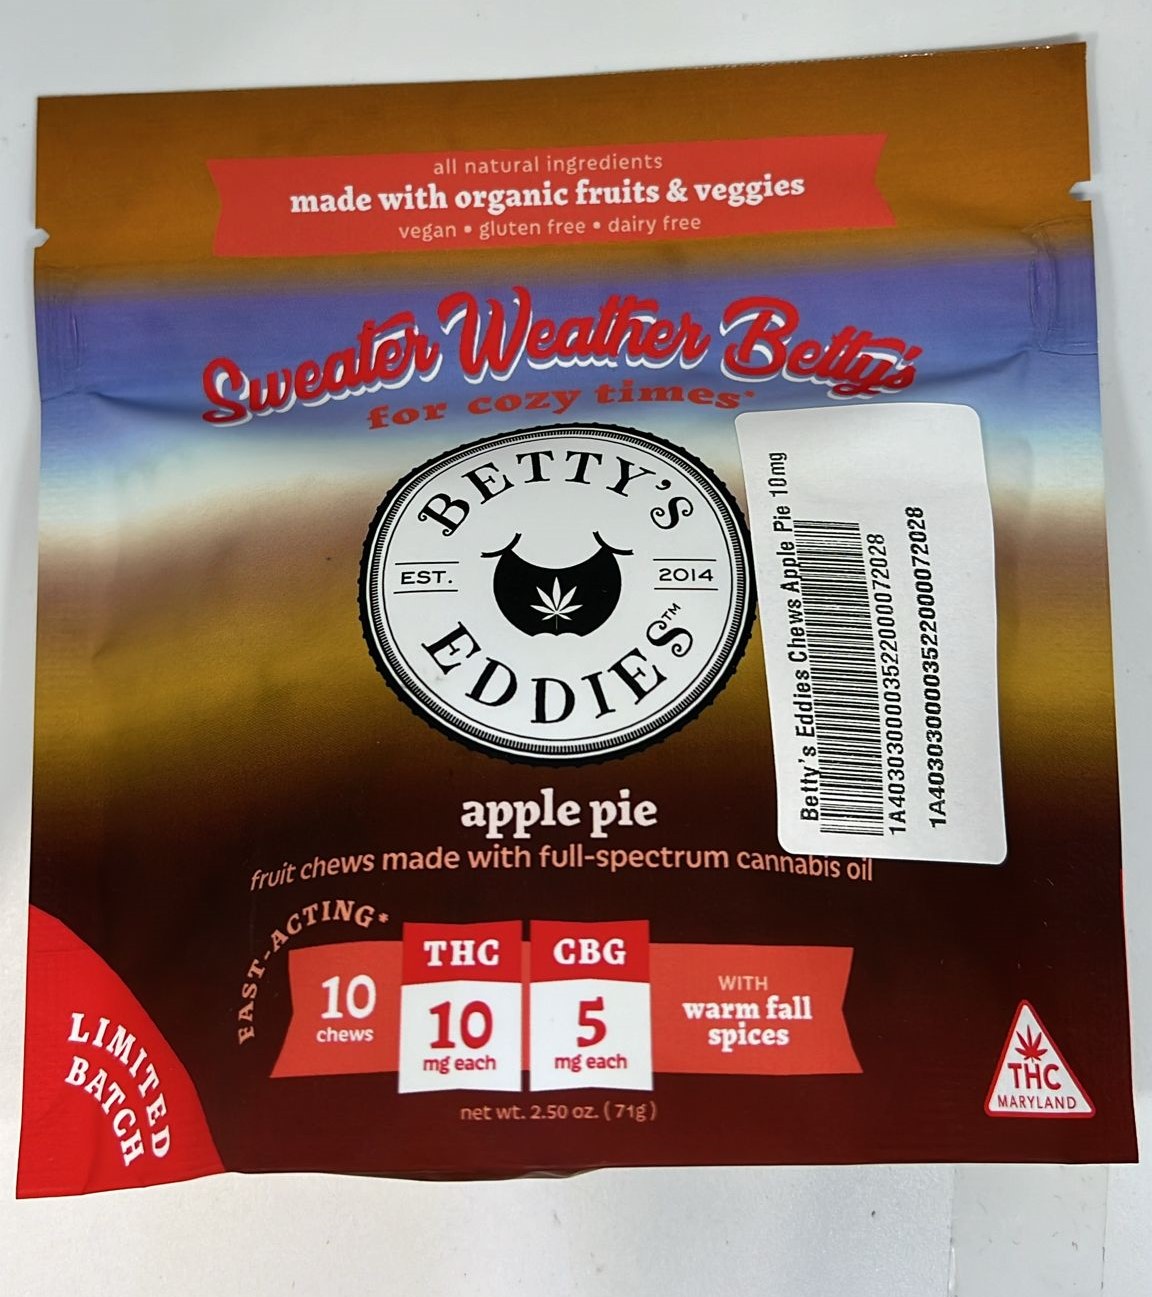 all natural ingredients
made with organic fruits & veggies
vegan • gluten free • dairy free
Sweater Weather Betty's
for cozy times*
BETTY'S
EST. 2014
EDDIES™
Betty's Eddies Chews Apple Pie 10mg
1A4030300003522000072028
1A4030300003522000072028
apple pie
fruit chews made with full-spectrum cannabis oil
FAST-ACTING*
10
chews
THC
10
mg each
CBG
5
mg each
WITH
warm fall
spices
net wt. 2.50 oz. (71g)
LIMITED
BATCH
THC
MARYLAND